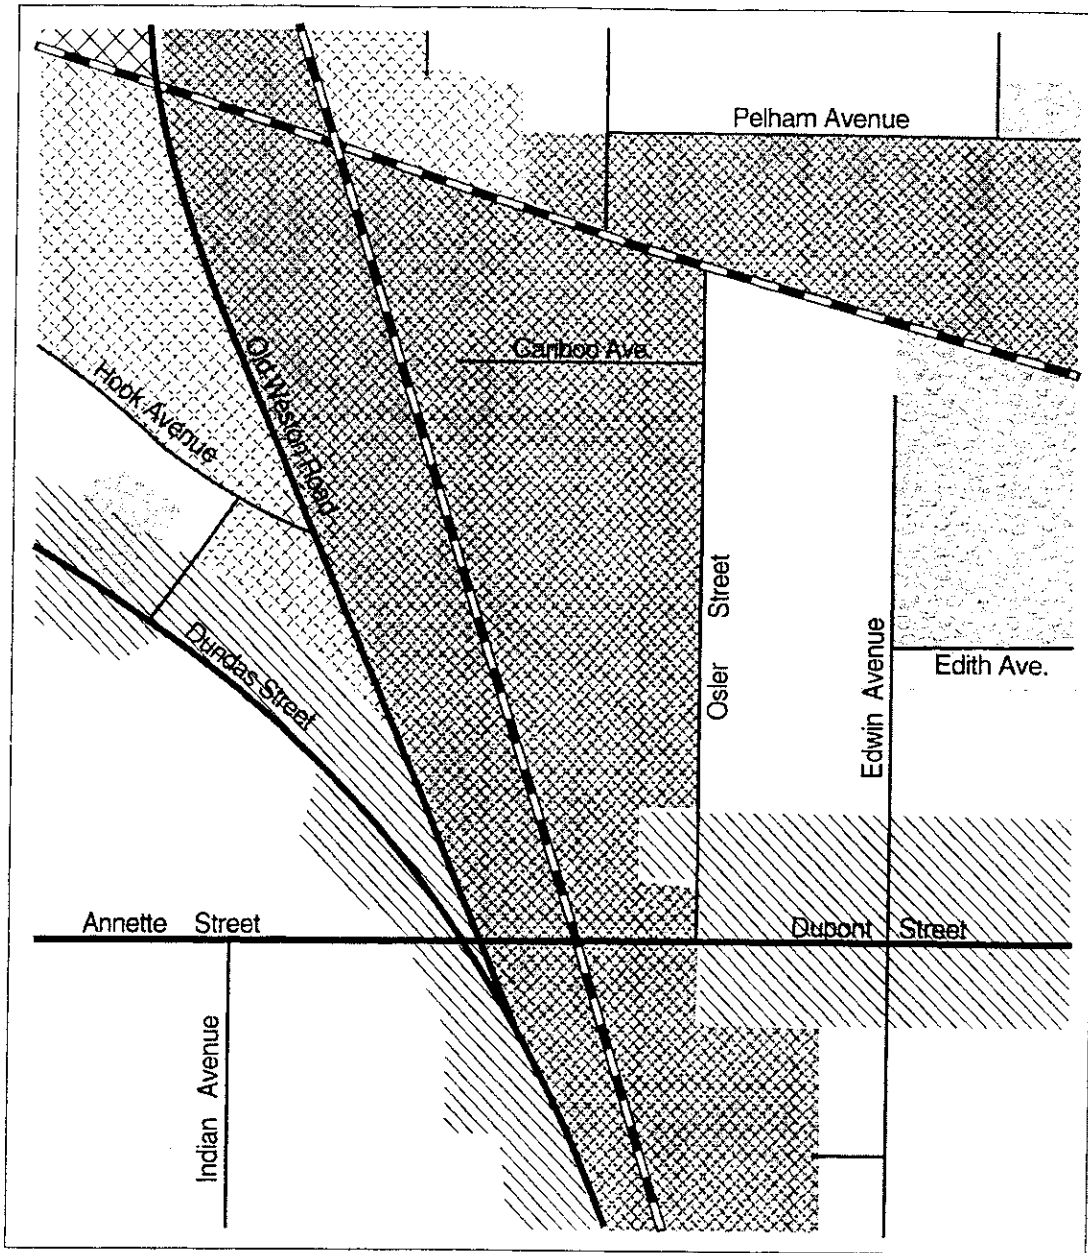 Pelham Avenue
Cariboo Ave.
Old Weston Road
Hook Avenue
Dundas Street
Osler Street
Edwin Avenue
Edith Ave.
Annette Street
Dupont Street
Indian Avenue